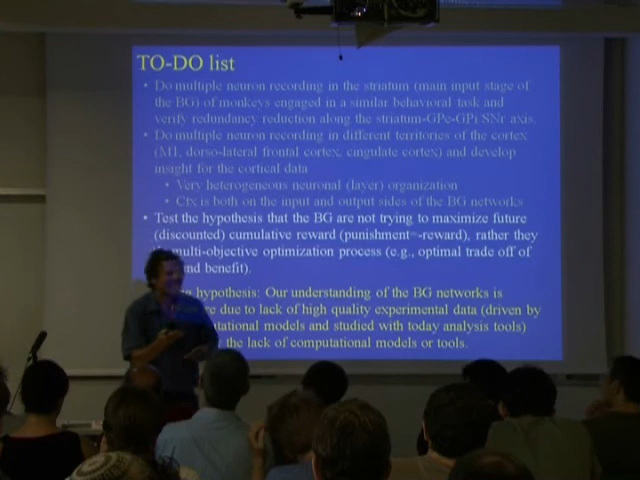 TO-DO list
• Do multiple neuron recording in the striatum (main input stage of
the BG) of monkeys engaged in a similar behavioral task and
verify redundancy reduction along the striatum-GPe-GPi SNr axis.
• Do multiple neuron recording in different territories of the cortex
(M1, dorso-lateral frontal cortex, cingulate cortex) and develop
insight for the cortical data
• Very heterogeneous neuronal (layer) organization
• Ctx is both on the input and output sides of the BG networks
• Test the hypothesis that the BG are not trying to maximize future
(discounted) cumulative reward (punishment=-reward), rather they
multi-objective optimization process (e.g., optimal trade off of
nd benefit).
hypothesis: Our understanding of the BG networks is
due to lack of high quality experimental data (driven by
tational models and studied with today analysis tools)
the lack of computational models or tools.